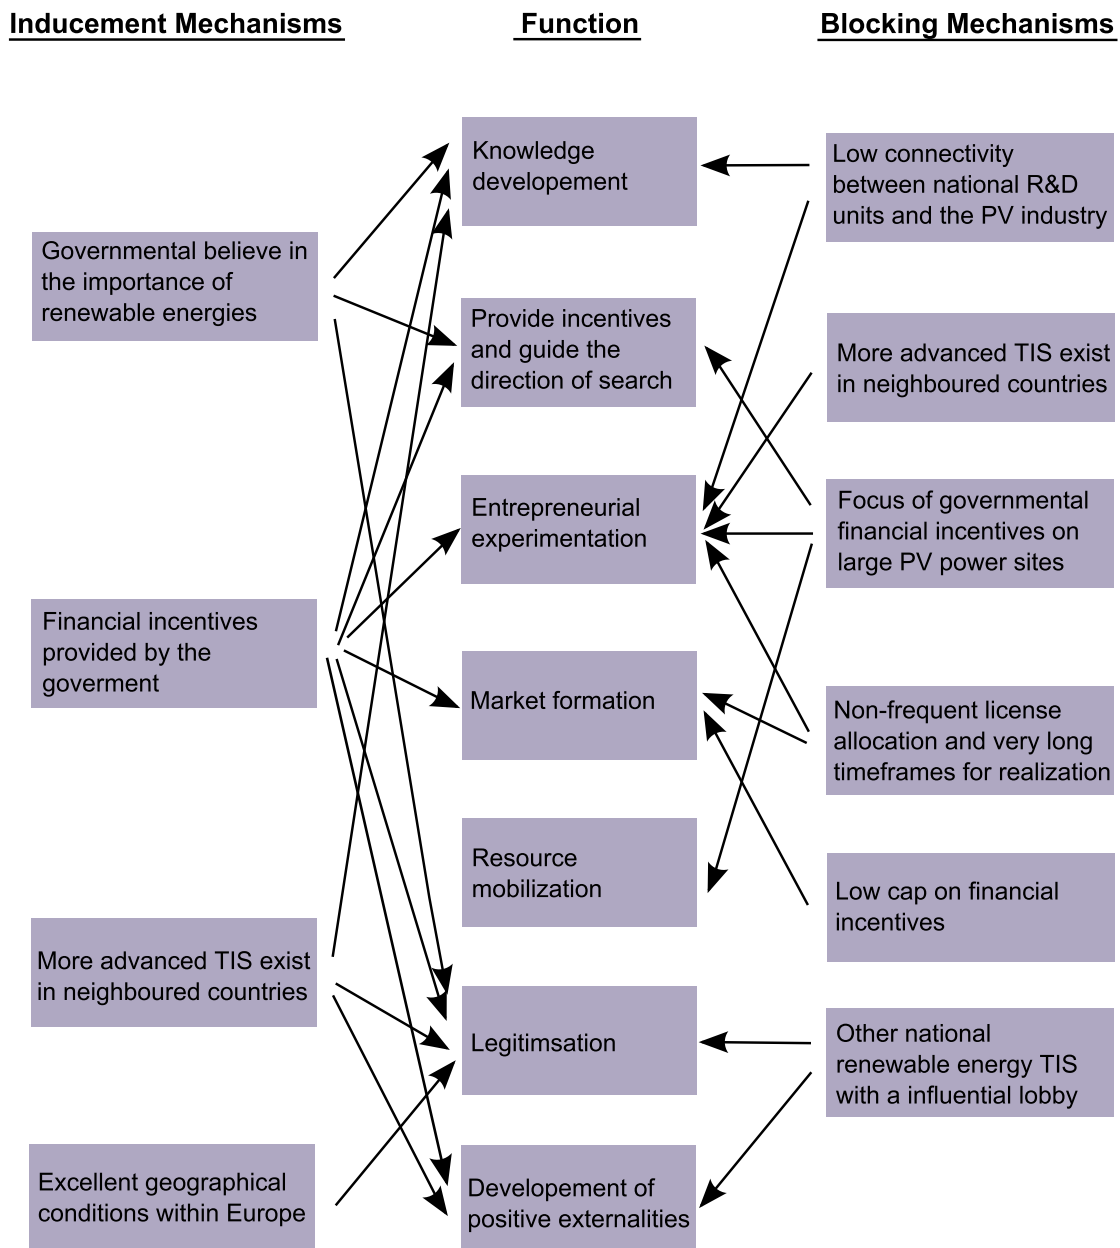 Inducement Mechanisms
Function
Blocking Mechanisms
Knowledge
developement
Low connectivity
between national R&D
units and the PV industry
Governmental believe in
the importance of
renewable energies
Provide incentives
and guide the
direction of search
More advanced TIS exist
in neighboured countries
Entrepreneurial
experimentation
Focus of governmental
financial incentives on
large PV power sites
Financial incentives
provided by the
goverment
Market formation
Non-frequent license
allocation and very long
timeframes for realization
Resource
mobilization
Low cap on financial
incentives
More advanced TIS exist
in neighboured countries
Legitimsation
Other national
renewable energy TIS
with a influential lobby
Excellent geographical
conditions within Europe
Developement of
positive externalities